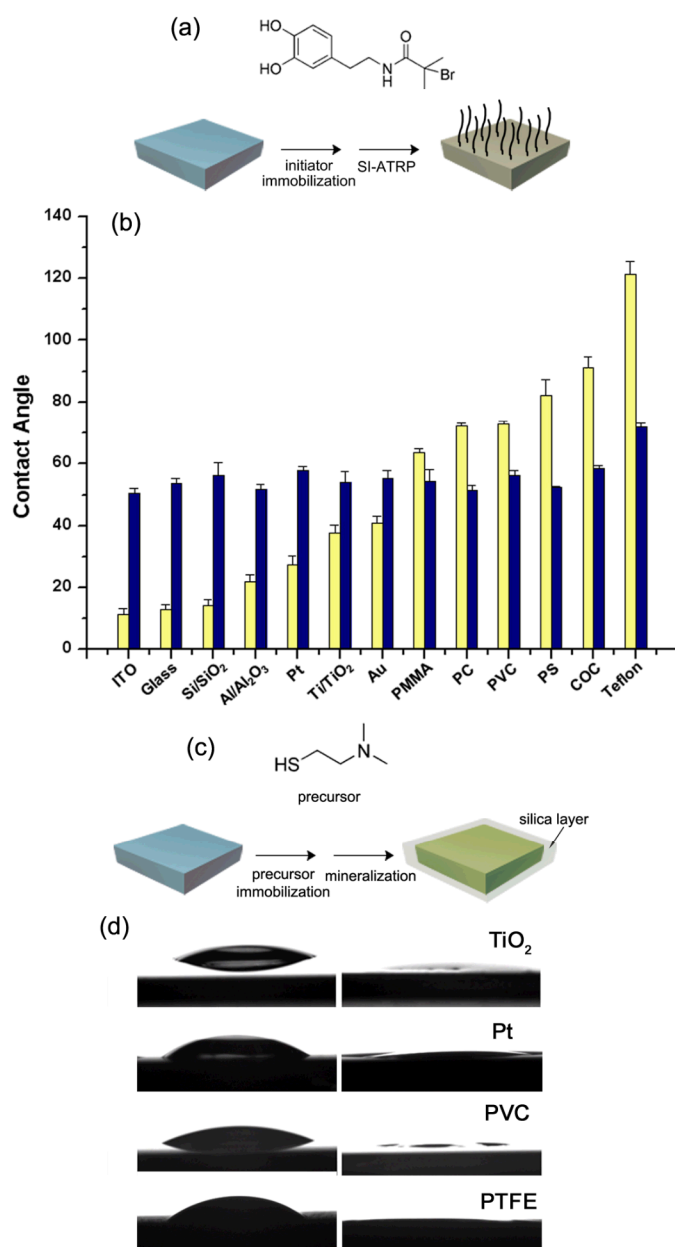 (a)
HO
HO
N
H
O
Br
initiator
immobilization
SI-ATRP
(b)
140
120
100
80
60
40
20
0
Contact Angle
ITO
Glass
Si/SiO2
Al/Al2O3
Pt
Ti/TiO2
Au
PMMA
PC
PVC
PS
COC
Teflon
(c)
HS
N
precursor
silica layer
precursor
immobilization
mineralization
(d)
TiO2
Pt
PVC
PTFE